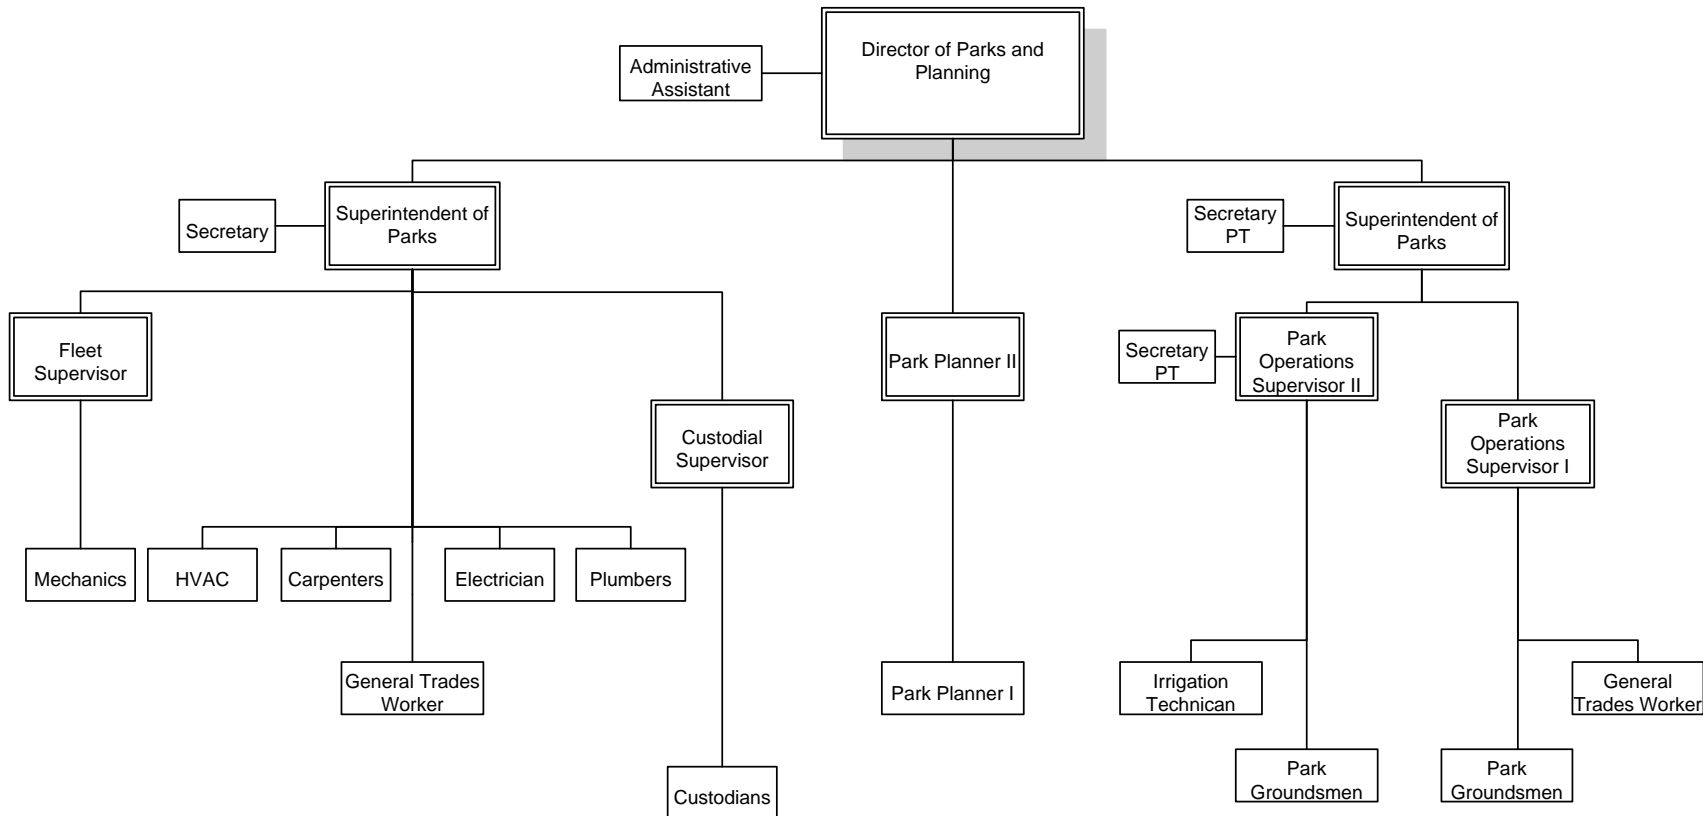 Director of Parks and
Planning
Administrative
Assistant
Secretary
Superintendent of
Parks
Secretary
PT
Superintendent of
Parks
Fleet
Supervisor
Park Planner II
Secretary
PT
Park
Operations
Supervisor II
Custodial
Supervisor
Park
Operations
Supervisor I
Mechanics
HVAC
Carpenters
Electrician
Plumbers
General Trades
Worker
Park Planner I
Irrigation
Technican
General
Trades Worker
Custodians
Park
Groundsmen
Park
Groundsmen